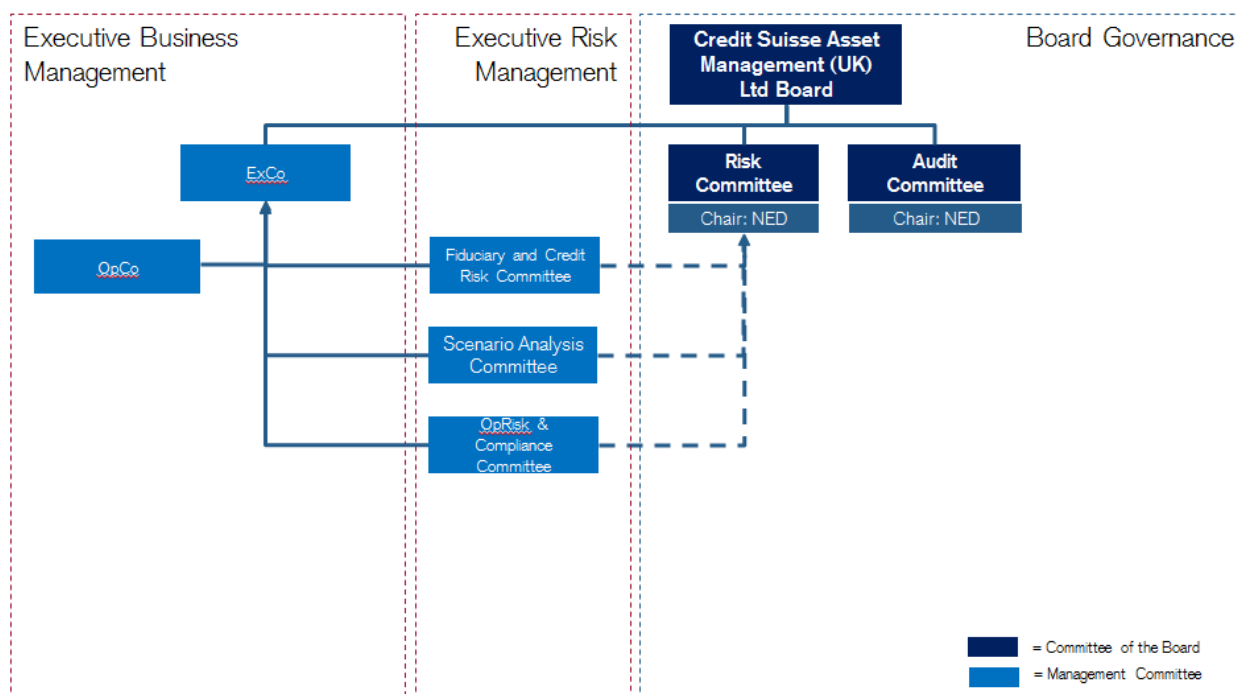 Executive Business
Management
Executive Risk
Management
Board Governance
Credit Suisse Asset
Management (UK)
Ltd Board
ExCo
Risk
Committee
Chair: NED
Audit
Committee
Chair: NED
OpCo
Fiduciary and Credit
Risk Committee
Scenario Analysis
Committee
OpRisk &
Compliance
Committee
= Committee of the Board
= Management Committee